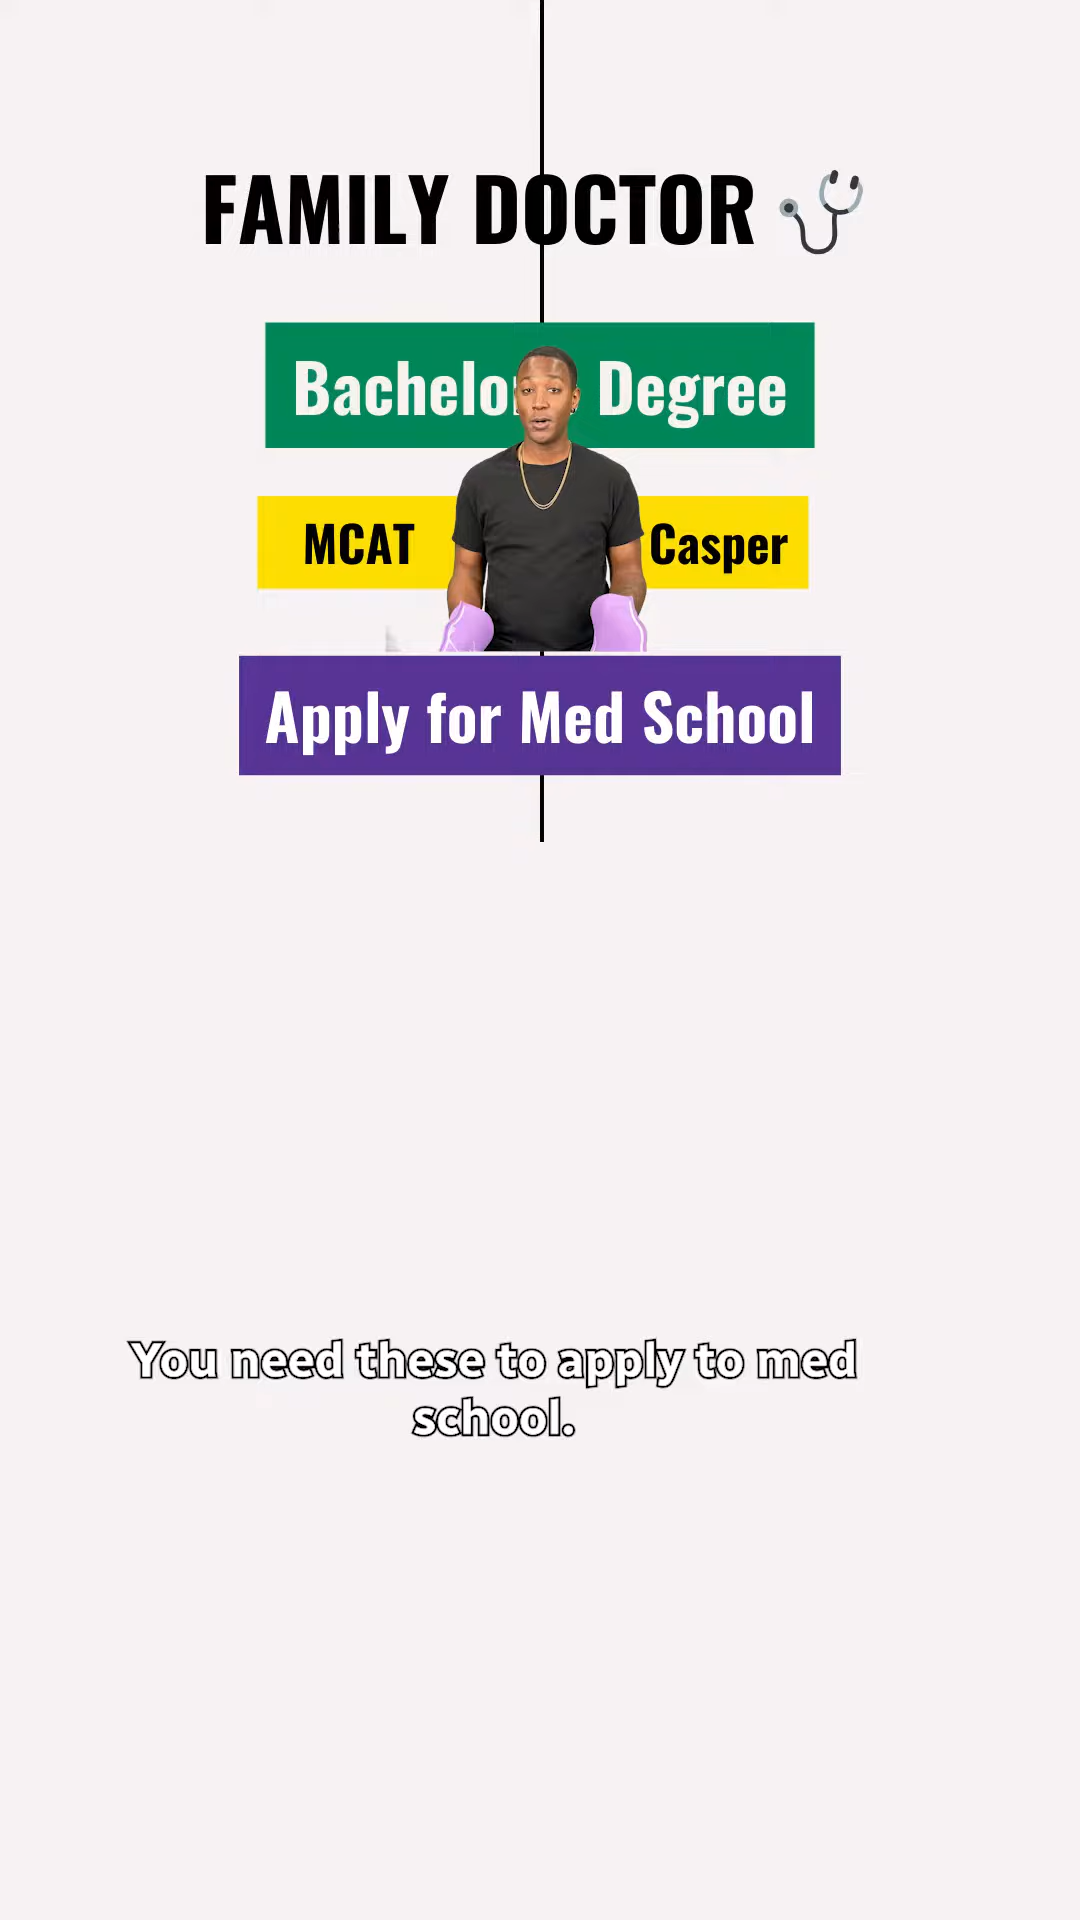 FAMILY DOCTOR
Bachelor Degree
MCAT
Casper
Apply for Med School
You need these to apply to med
school.